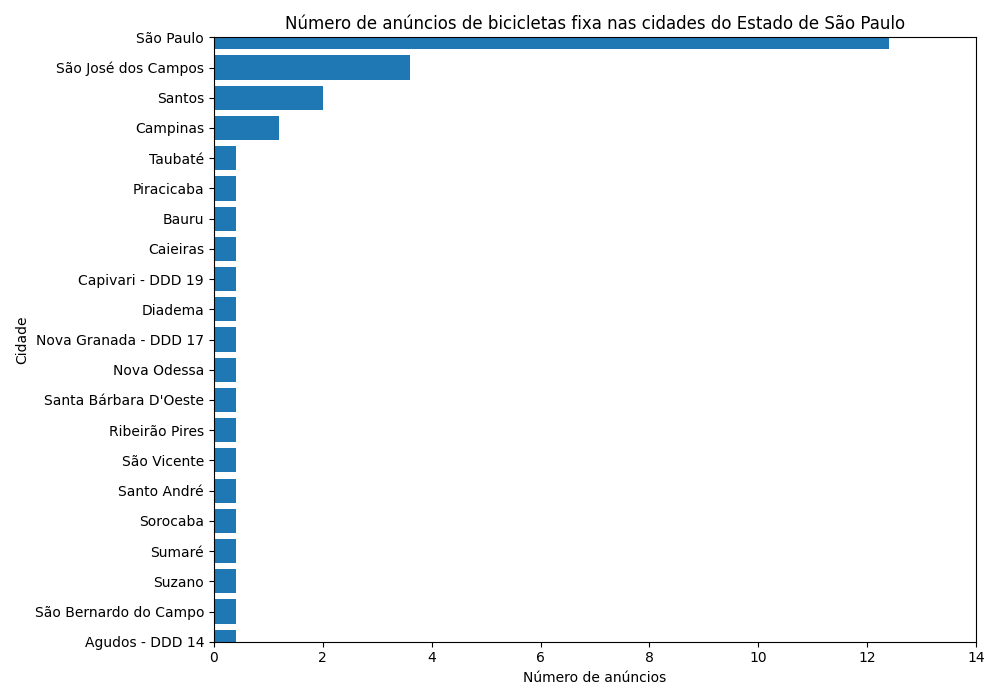 Número de anúncios de bicicletas fixa nas cidades do Estado de São Paulo
São Paulo
São José dos Campos
Santos
Campinas
Taubaté
Piracicaba
Bauru
Caieiras
Capivari - DDD 19
Diadema
Nova Granada - DDD 17
Nova Odessa
Santa Bárbara D'Oeste
Ribeirão Pires
São Vicente
Santo André
Sorocaba
Sumaré
Suzano
São Bernardo do Campo
Agudos - DDD 14
Cidade
0 2 4 6 8 10 12 14
Número de anúncios